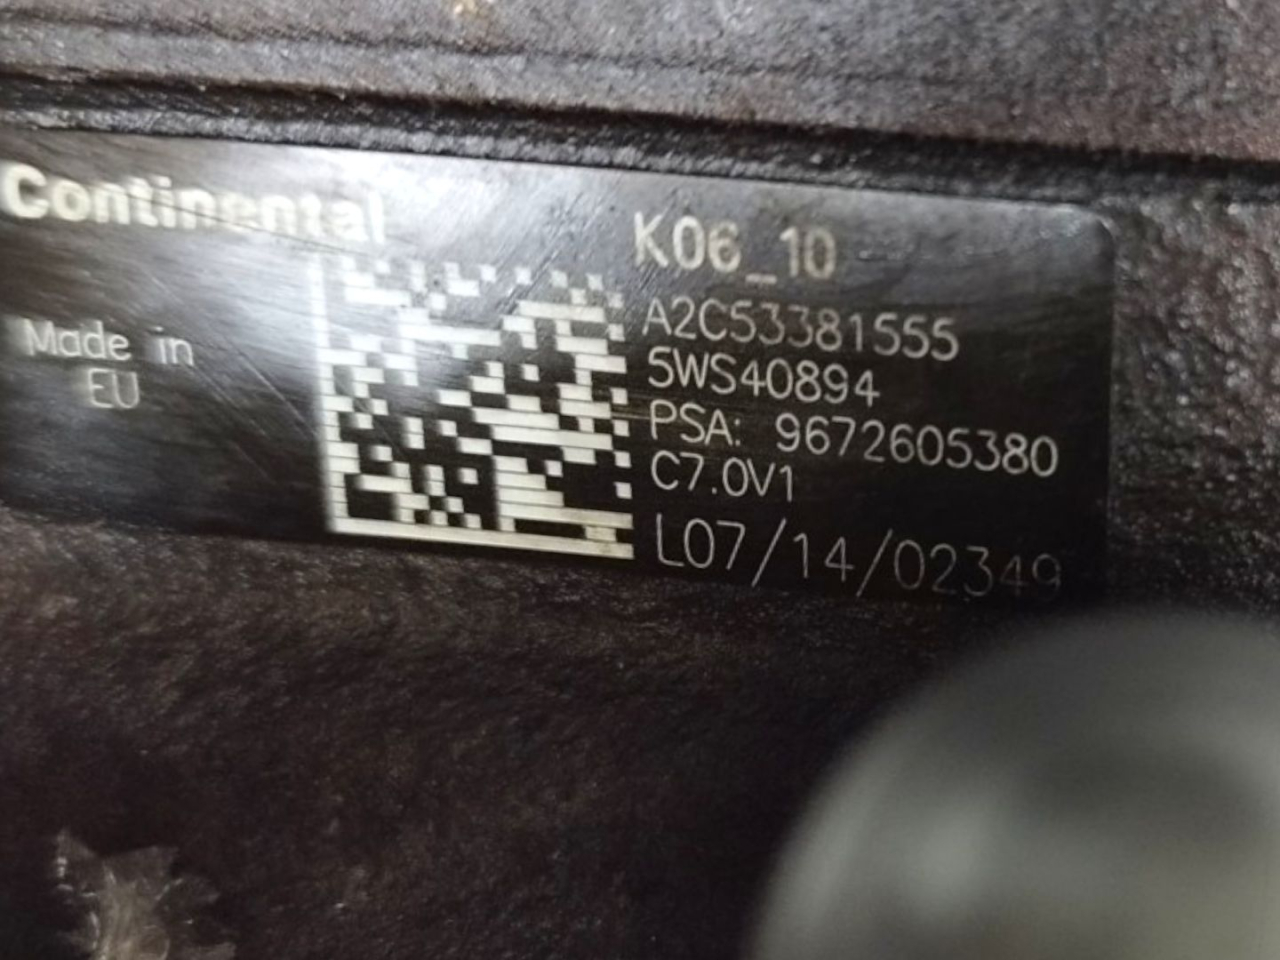 Continental
Made in
EU
K06_10
A2C53381555
5WS40894
PSA: 9672605380
C7.0V1
L07/14/02349